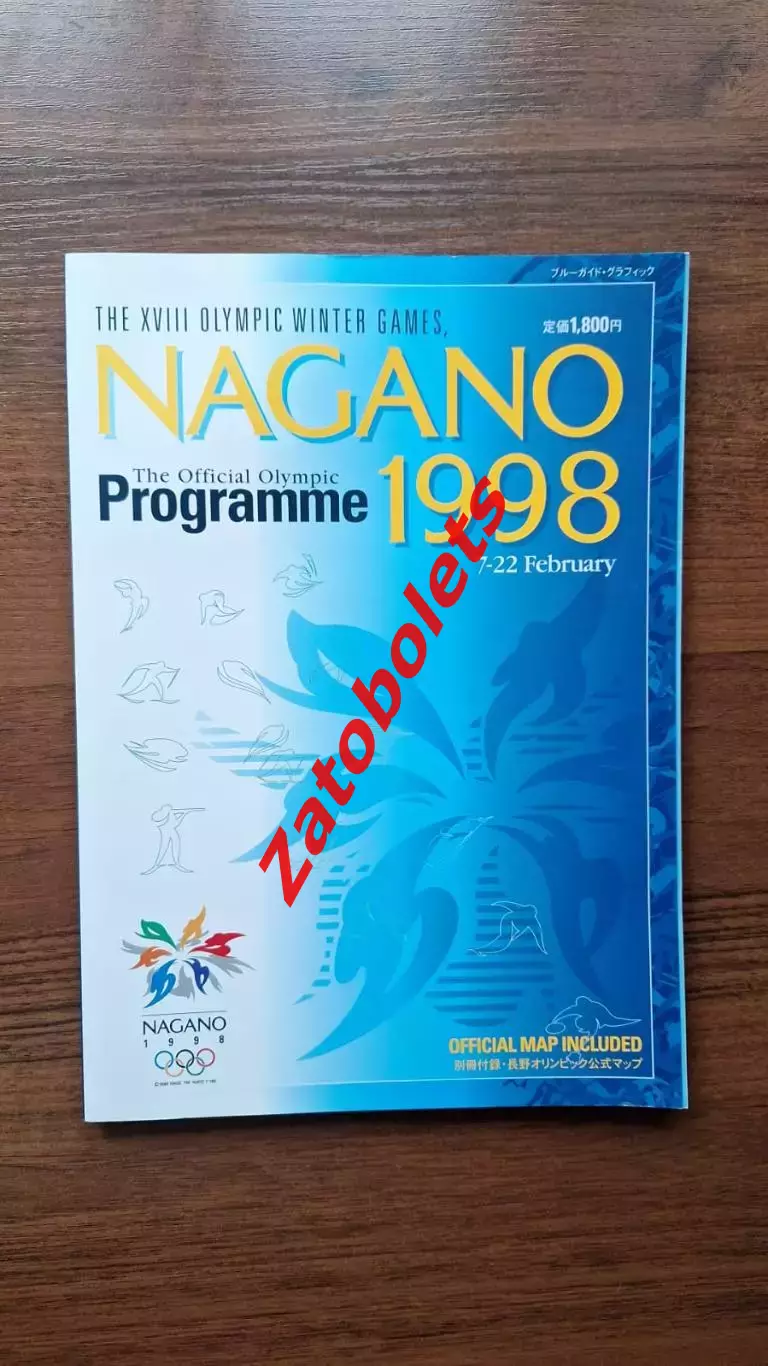 ブルーガイド・グラフィック
THE XVIII OLYMPIC WINTER GAMES,
定価1,800円
NAGANO
The Official Olympic
Programme
1998
7-22 February
Zatobolets
NAGANO
1998
OFFICIAL MAP INCLUDED
別冊付録・長野オリンピック公式マップ